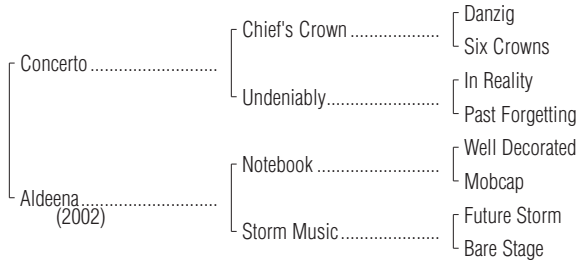 Danzig
Chief's Crown ....................
Six Crowns
Concerto ............................
In Reality
Undeniably.........................
Past Forgetting
Well Decorated
Notebook ...........................
Mobcap
Aldeena ..............................
(2002)
Future Storm
Storm Music......................
Bare Stage